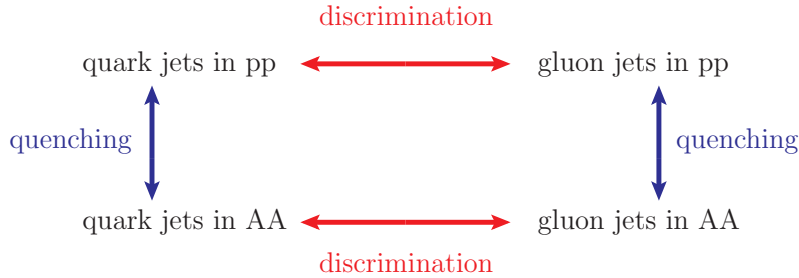 discrimination
quark jets in pp
gluon jets in pp
quenching
quenching
quark jets in AA
gluon jets in AA
discrimination